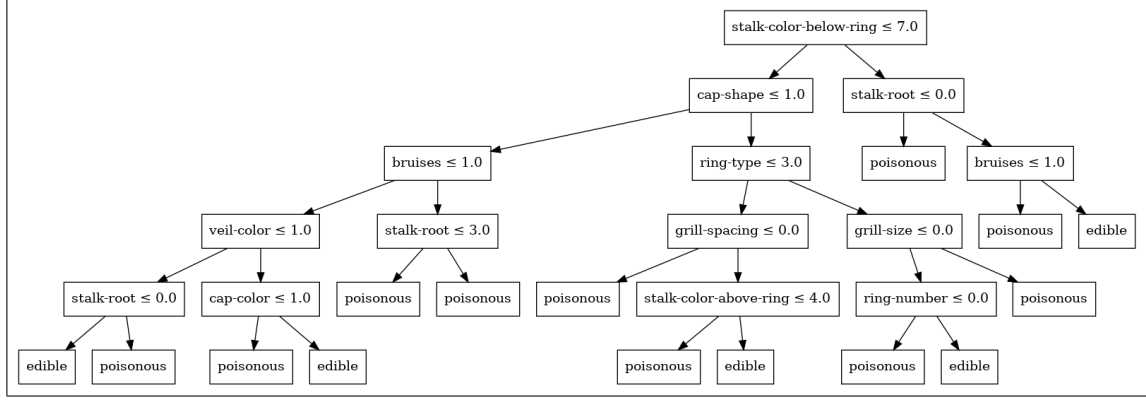 stalk-color-below-ring ≤ 7.0
cap-shape ≤ 1.0
stalk-root ≤ 0.0
bruises ≤ 1.0
ring-type ≤ 3.0
poisonous
bruises ≤ 1.0
veil-color ≤ 1.0
stalk-root ≤ 3.0
grill-spacing ≤ 0.0
grill-size ≤ 0.0
poisonous
edible
stalk-root ≤ 0.0
cap-color ≤ 1.0
poisonous
poisonous
poisonous
stalk-color-above-ring ≤ 4.0
ring-number ≤ 0.0
poisonous
edible
poisonous
poisonous
edible
poisonous
edible
poisonous
edible